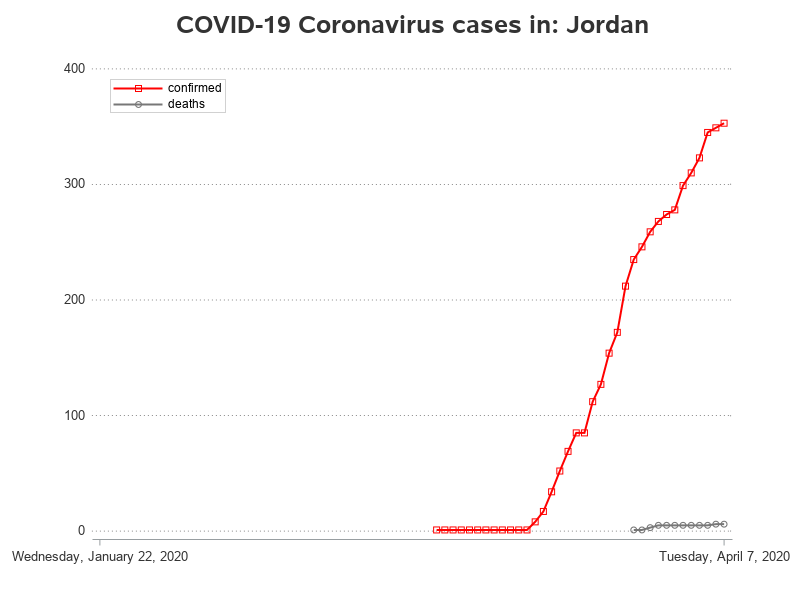 COVID-19 Coronavirus cases in: Jordan
400
confirmed
deaths
300
200
100
0
Wednesday, January 22, 2020
Tuesday, April 7, 2020